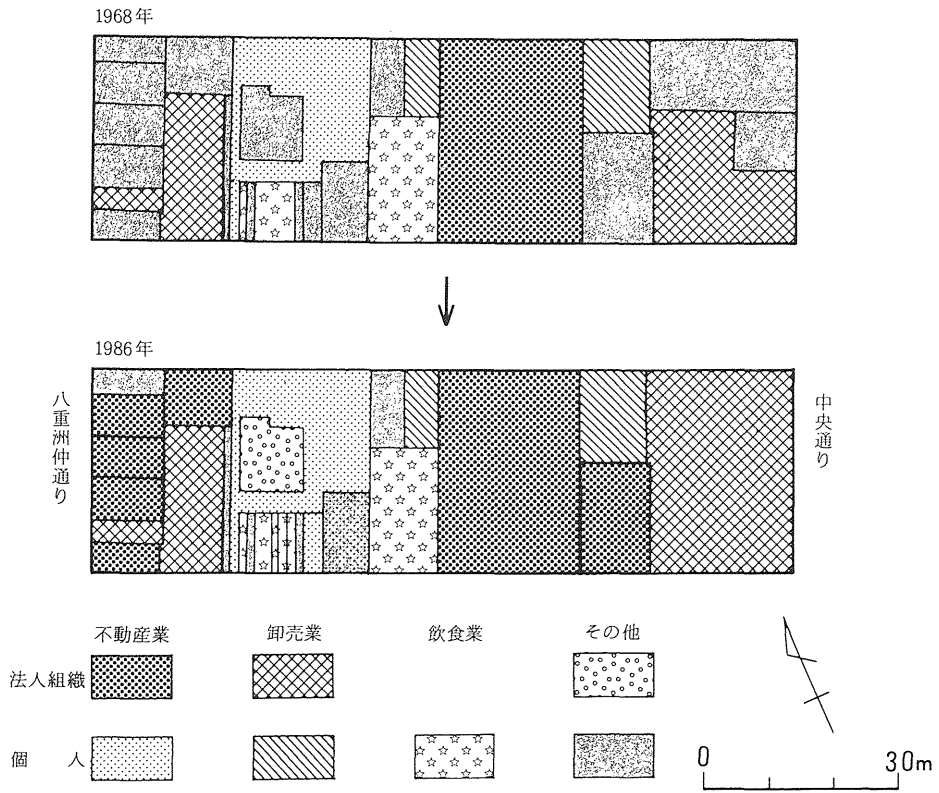 1968年
1986年
八重洲仲通り
中央通り
不動産業 卸売業 飲食業 その他
法人組織
個人
0 30m